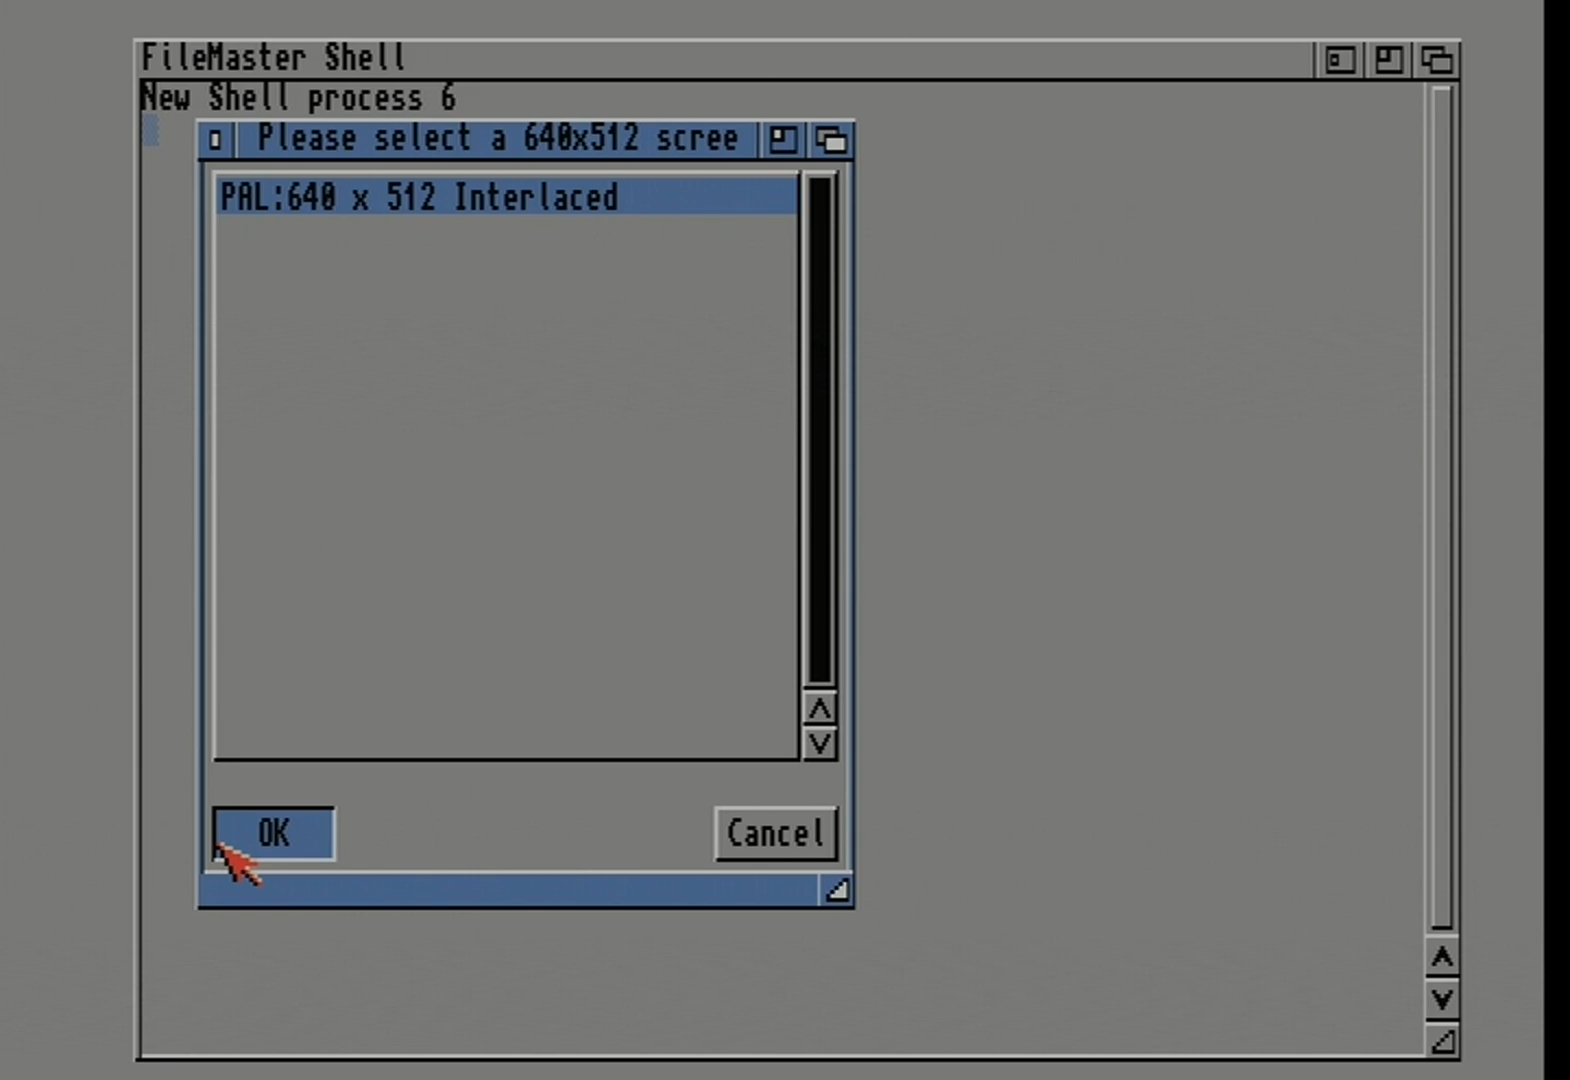 FileMaster Shell
New Shell process 6
Please select a 640x512 scree
PAL:640 x 512 Interlaced
OK
Cancel